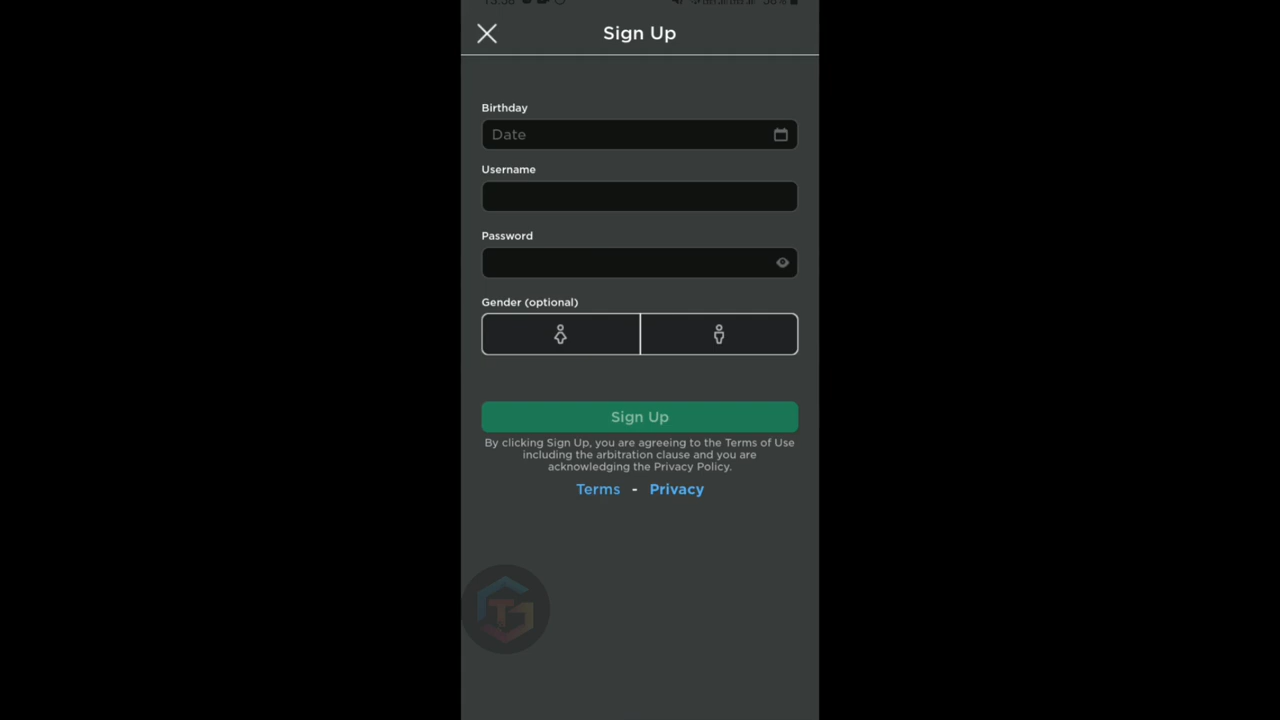 Sign Up
Birthday
Date
Username
Password
Gender (optional)
Sign Up
By clicking Sign Up, you are agreeing to the Terms of Use
including the arbitration clause and you are
acknowledging the Privacy Policy.
Terms - Privacy